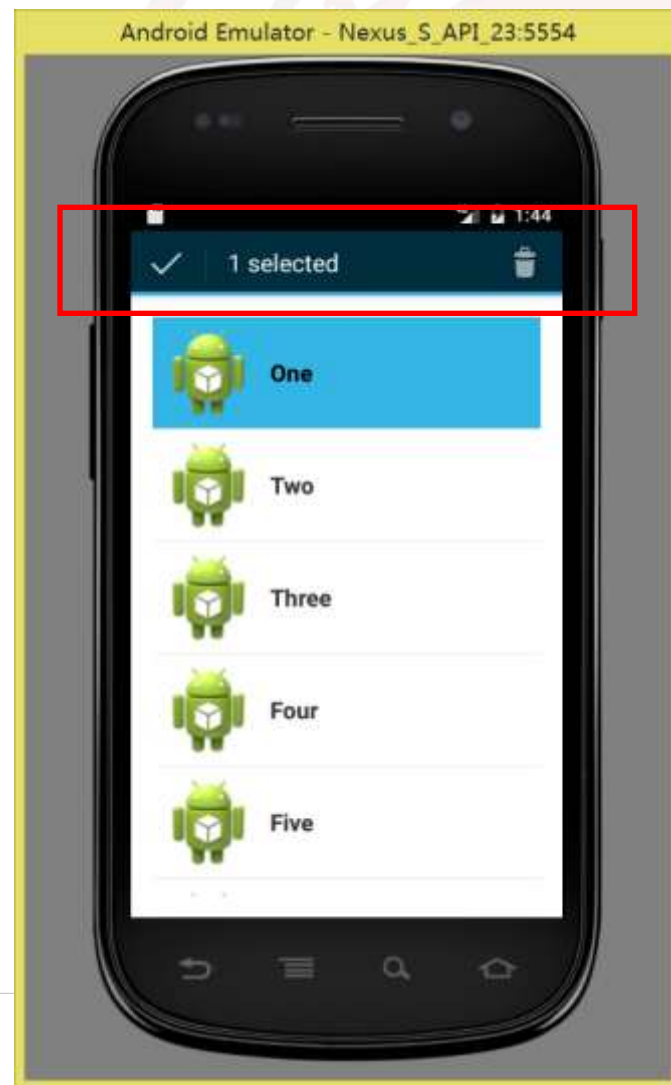 Android Emulator - Nexus_S_API_23:5554
1:44
1 selected
One
Two
Three
Four
Five